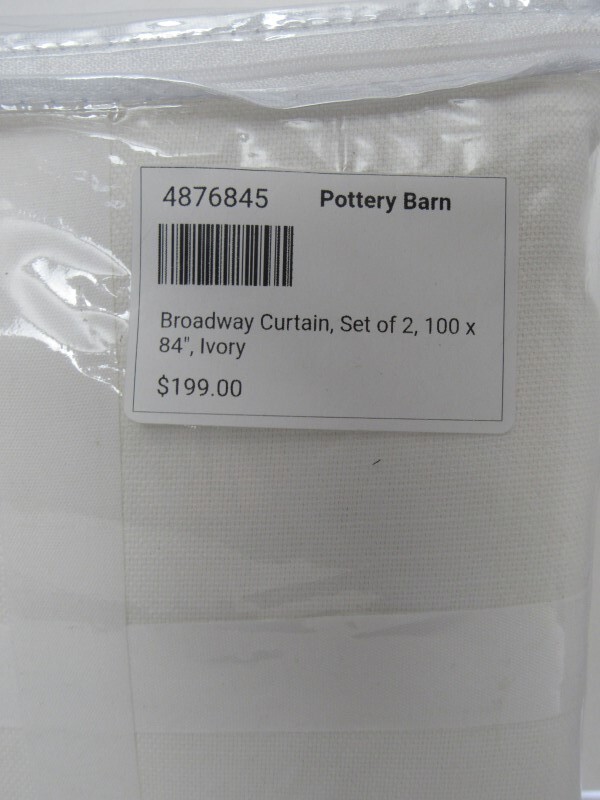 4876845 Pottery Barn
Broadway Curtain, Set of 2, 100 x
84", Ivory
$199.00